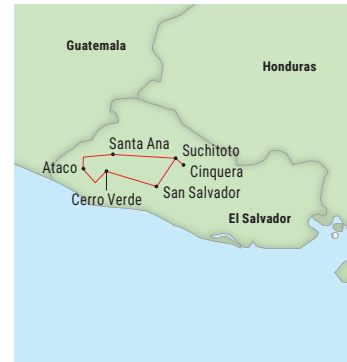 Guatemala
Honduras
Santa Ana
Suchitoto
Ataco
Cinquera
Cerro Verde
San Salvador
El Salvador